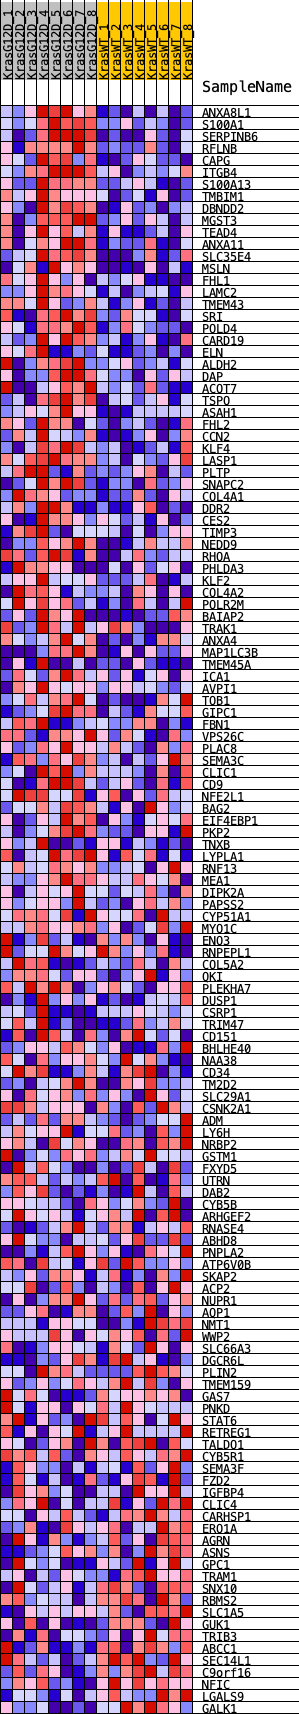 KrasG12D_1
KrasG12D_2
KrasG12D_3
KrasG12D_4
KrasG12D_5
KrasG12D_6
KrasG12D_7
KrasG12D_8
KrasWT_1
KrasWT_2
KrasWT_3
KrasWT_4
KrasWT_5
KrasWT_6
KrasWT_7
KrasWT_8
SampleName
ANXA8L1
S100A1
SERPINB6
RFLNB
CAPG
ITGB4
S100A13
TMBIM1
DBNDD2
MGST3
TEAD4
ANXA11
SLC35E4
MSLN
FHL1
LAMC2
TMEM43
SRI
POLD4
CARD19
ELN
ALDH2
DAP
ACOT7
TSPO
ASAH1
FHL2
CCN2
KLF4
LASP1
PLTP
SNAPC2
COL4A1
DDR2
CES2
TIMP3
NEDD9
RHOA
PHLDA3
KLF2
COL4A2
POLR2M
BAIAP2
TRAK1
ANXA4
MAP1LC3B
TMEM45A
ICA1
AVPI1
TOB1
GIPC1
FBN1
VPS26C
PLAC8
SEMA3C
CLIC1
CD9
NFE2L1
BAG2
EIF4EBP1
PKP2
TNXB
LYPLA1
RNF13
MEA1
DIPK2A
PAPSS2
CYP51A1
MYO1C
ENO3
RNPEPL1
COL5A2
QKI
PLEKHA7
DUSP1
CSRP1
TRIM47
CD151
BHLHE40
NAA38
CD34
TM2D2
SLC29A1
CSNK2A1
ADM
LY6H
NRBP2
GSTM1
FXYD5
UTRN
DAB2
CYB5B
ARHGEF2
RNASE4
ABHD8
PNPLA2
ATP6V0B
SKAP2
ACP2
NUPR1
AQP1
NMT1
WWP2
SLC66A3
DGCR6L
PLIN2
TMEM159
GAS7
PNKD
STAT6
RETREG1
TALDO1
CYB5R1
SEMA3F
FZD2
IGFBP4
CLIC4
CARHSP1
ERO1A
AGRN
ASNS
GPC1
TRAM1
SNX10
RBMS2
SLC1A5
GUK1
TRIB3
ABCC1
SEC14L1
C9orf16
NFIC
LGALS9
GALK1